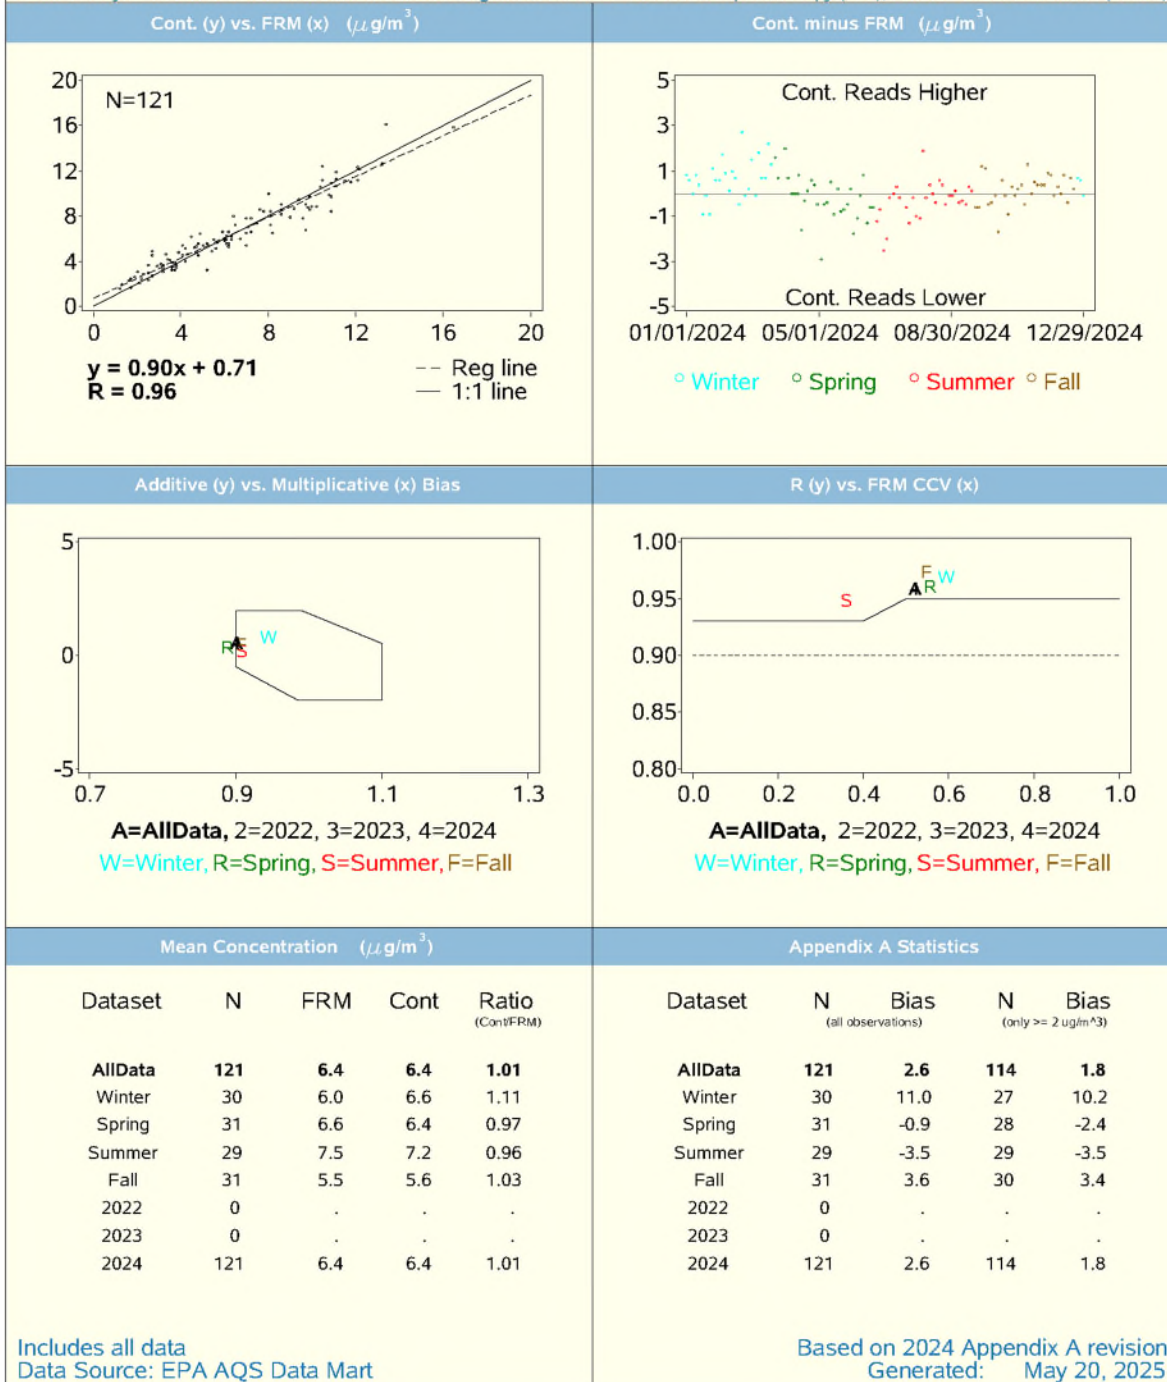 Cont. (y) vs. FRM (x) (μg/m³)
Cont. minus FRM (μg/m³)
N=121
20
16
12
8
4
0
0 4 8 12 16 20
y = 0.90x + 0.71
R = 0.96
-- Reg line
— 1:1 line
Cont. Reads Higher
5
3
1
-1
-3
-5
Cont. Reads Lower
01/01/2024 05/01/2024 08/30/2024 12/29/2024
Winter Spring Summer Fall
Additive (y) vs. Multiplicative (x) Bias
R (y) vs. FRM CCV (x)
5
0
-5
R A F S W
0.7 0.9 1.1 1.3
A=AllData, 2=2022, 3=2023, 4=2024
W=Winter, R=Spring, S=Summer, F=Fall
1.00
0.95
0.90
0.85
0.80
S A F R W
0.0 0.2 0.4 0.6 0.8 1.0
A=AllData, 2=2022, 3=2023, 4=2024
W=Winter, R=Spring, S=Summer, F=Fall
Mean Concentration (μg/m³)
Dataset N FRM Cont Ratio
(Cont/FRM)
AllData 121 6.4 6.4 1.01
Winter 30 6.0 6.6 1.11
Spring 31 6.6 6.4 0.97
Summer 29 7.5 7.2 0.96
Fall 31 5.5 5.6 1.03
2022 0 . . .
2023 0 . . .
2024 121 6.4 6.4 1.01
Appendix A Statistics
Dataset N Bias N Bias
(all observations) (only >= 2 ug/m^3)
AllData 121 2.6 114 1.8
Winter 30 11.0 27 10.2
Spring 31 -0.9 28 -2.4
Summer 29 -3.5 29 -3.5
Fall 31 3.6 30 3.4
2022 0 . . .
2023 0 . . .
2024 121 2.6 114 1.8
Includes all data
Data Source: EPA AQS Data Mart
Based on 2024 Appendix A revision
Generated: May 20, 2025